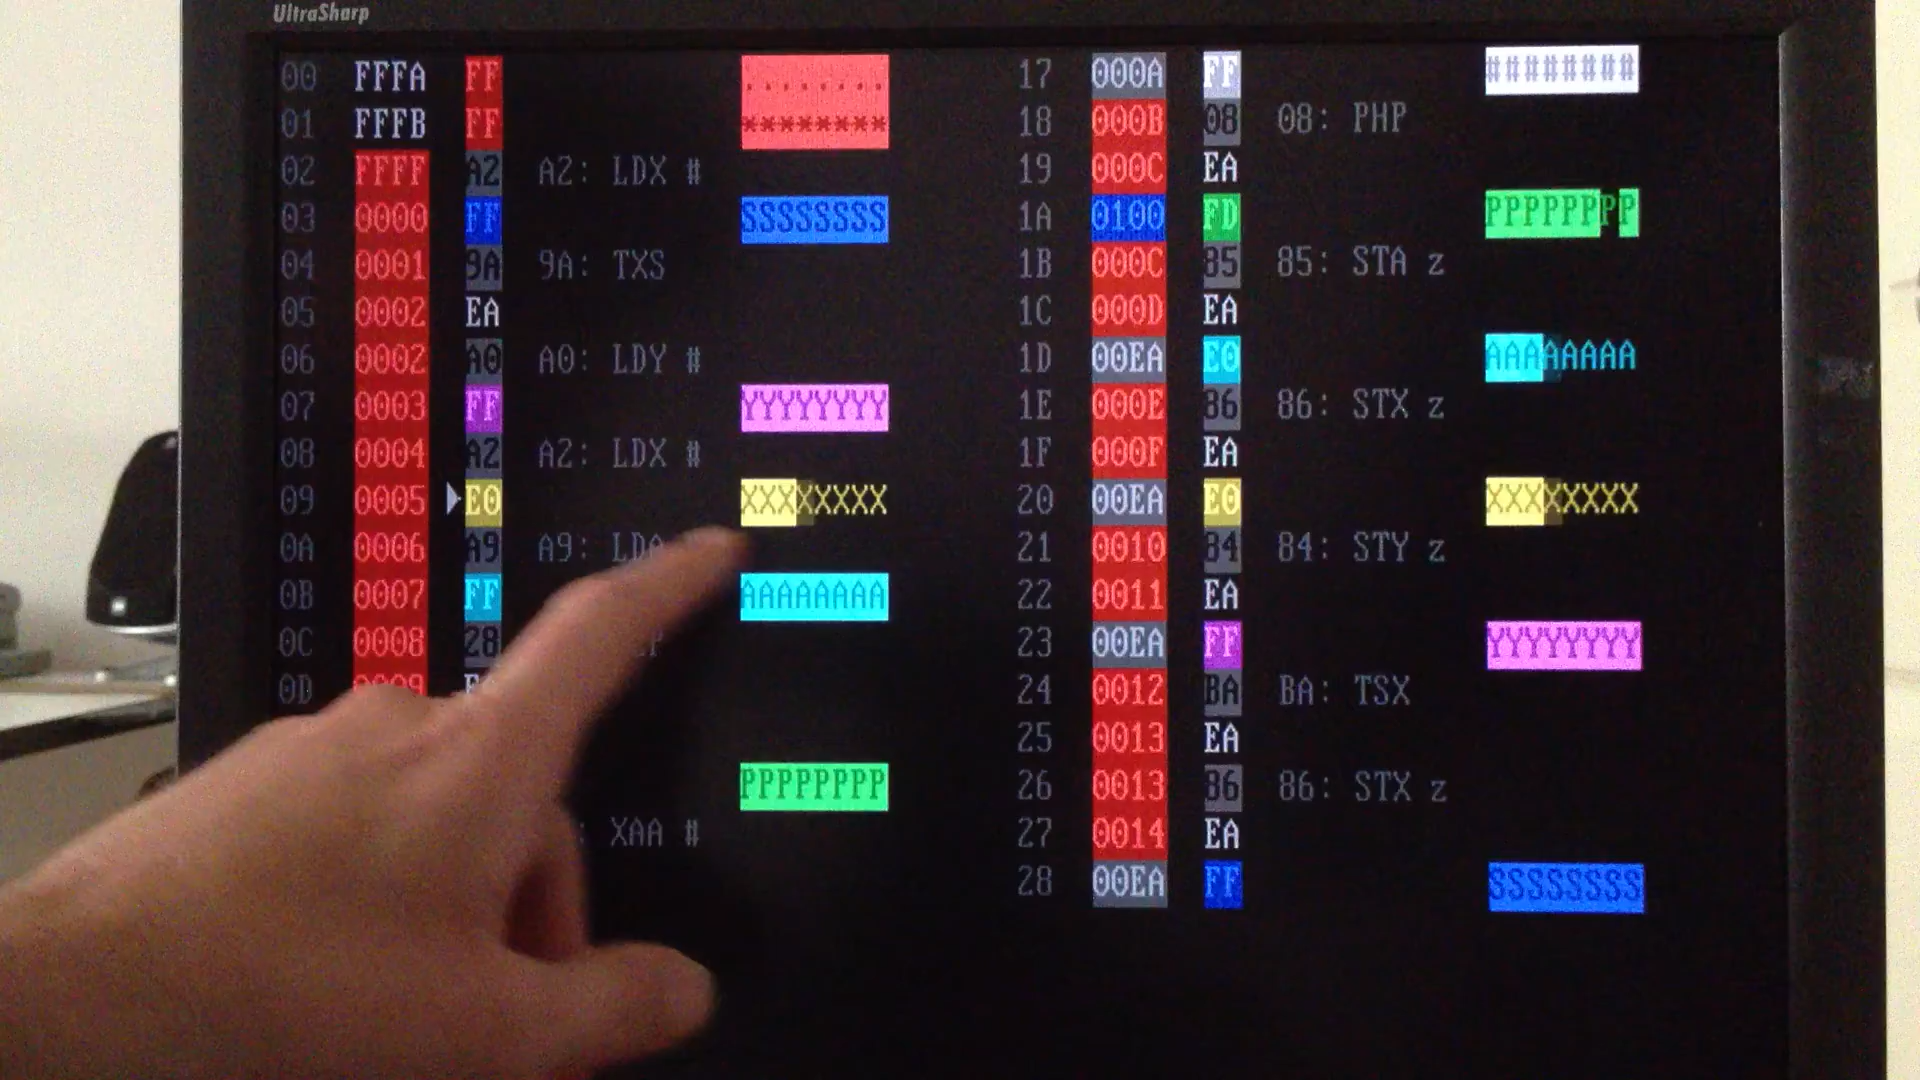 UltraSharp
00 FFFA FF ........
01 FFFB FF ********
02 FFFF A2 A2: LDX #
03 0000 FF SSSSSSSS
04 0001 9A 9A: TXS
05 0002 EA
06 0002 A0 A0: LDY #
07 0003 FF YYYYYYYY
08 0004 A2 A2: LDX #
09 0005 E0 XXXXXXXX
0A 0006 A9 A9: LDA
0B 0007 FF AAAAAAAA
0C 0008 28 P
0D 0009
PPPPPPPP
: XAA #
17 000A FF ########
18 000B 08 08: PHP
19 000C EA
1A 0100 FD PPPPPPPP
1B 000C 85 85: STA z
1C 000D EA
1D 00EA E0 AAAAAAAA
1E 000E 86 86: STX z
1F 000F EA
20 00EA E0 XXXXXXXX
21 0010 84 84: STY z
22 0011 EA
23 00EA FF YYYYYYYY
24 0012 BA BA: TSX
25 0013 EA
26 0013 86 86: STX z
27 0014 EA
28 00EA FF SSSSSSSS